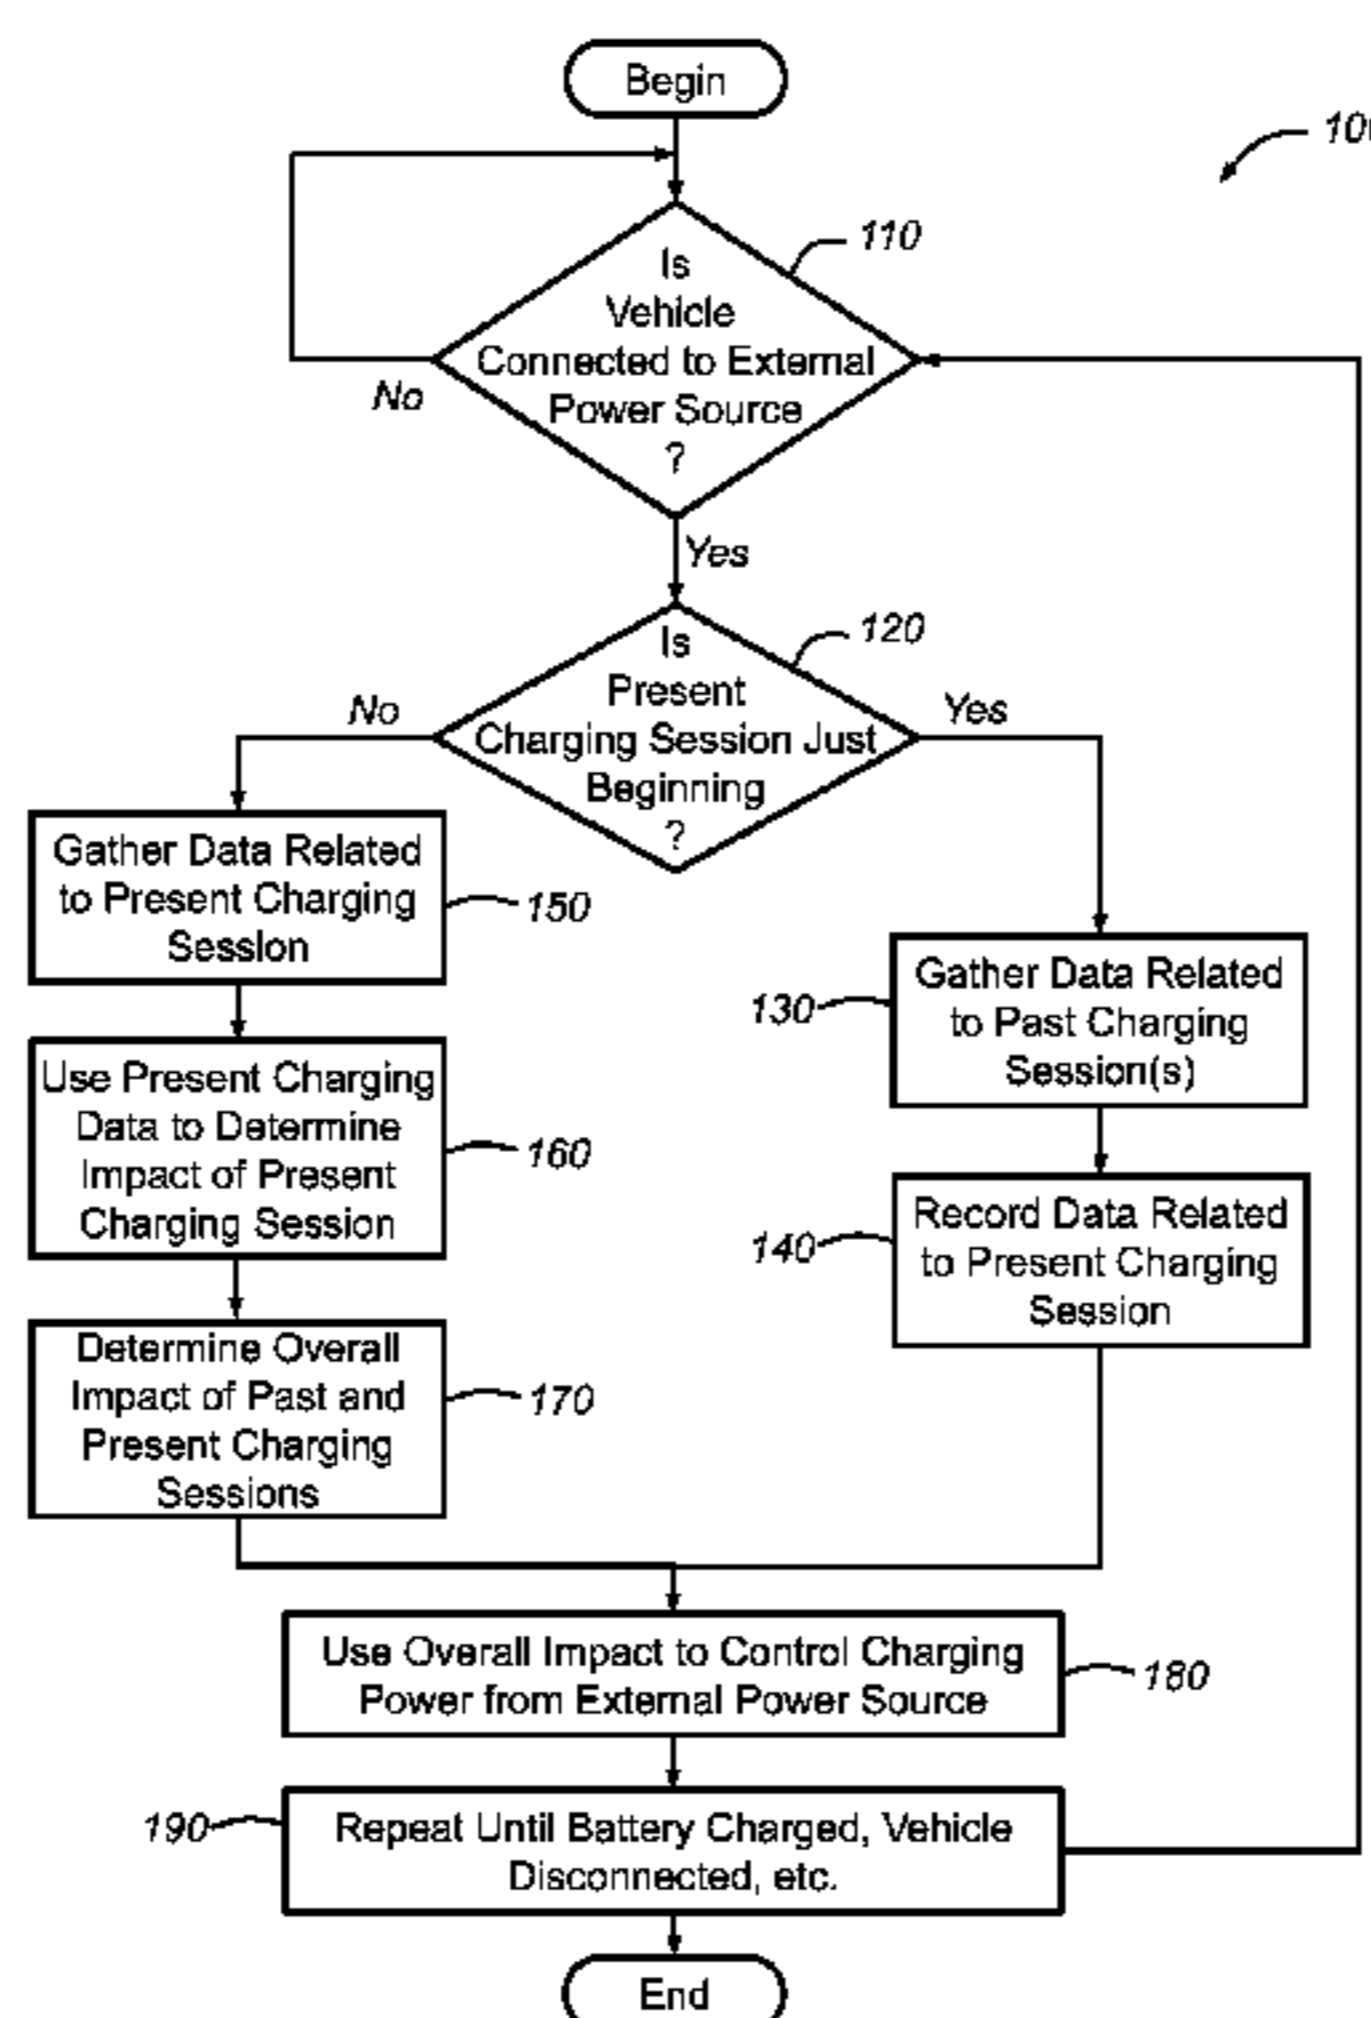 Begin
10
110
Is
Vehicle
Connected to External
Power Source
?
No
Yes
120
Is
Present
Charging Session Just
Beginning
?
No
Yes
Gather Data Related
to Present Charging
Session
150
Gather Data Related
to Past Charging
Session(s)
130
Use Present Charging
Data to Determine
Impact of Present
Charging Session
160
Record Data Related
to Present Charging
Session
140
Determine Overall
Impact of Past and
Present Charging
Sessions
170
Use Overall Impact to Control Charging
Power from External Power Source
180
190
Repeat Until Battery Charged, Vehicle
Disconnected, etc.
End